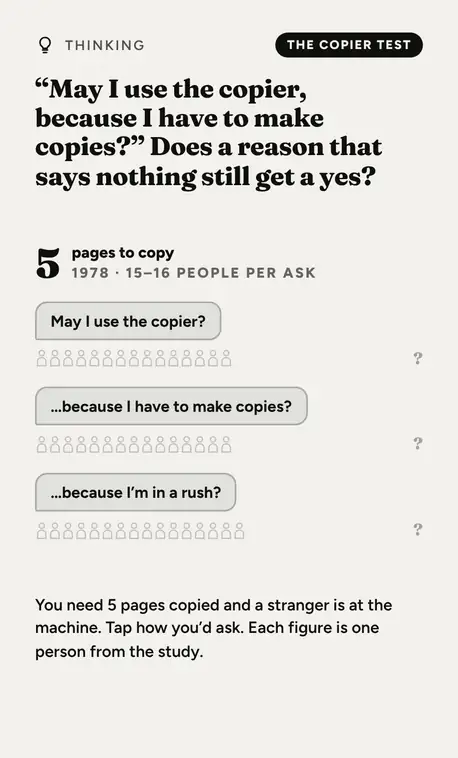 THINKING
THE COPIER TEST
“May I use the copier,
because I have to make
copies?” Does a reason that
says nothing still get a yes?
5 pages to copy
1978 · 15–16 PEOPLE PER ASK
May I use the copier?
?
...because I have to make copies?
?
...because I’m in a rush?
?
You need 5 pages copied and a stranger is at the
machine. Tap how you’d ask. Each figure is one
person from the study.